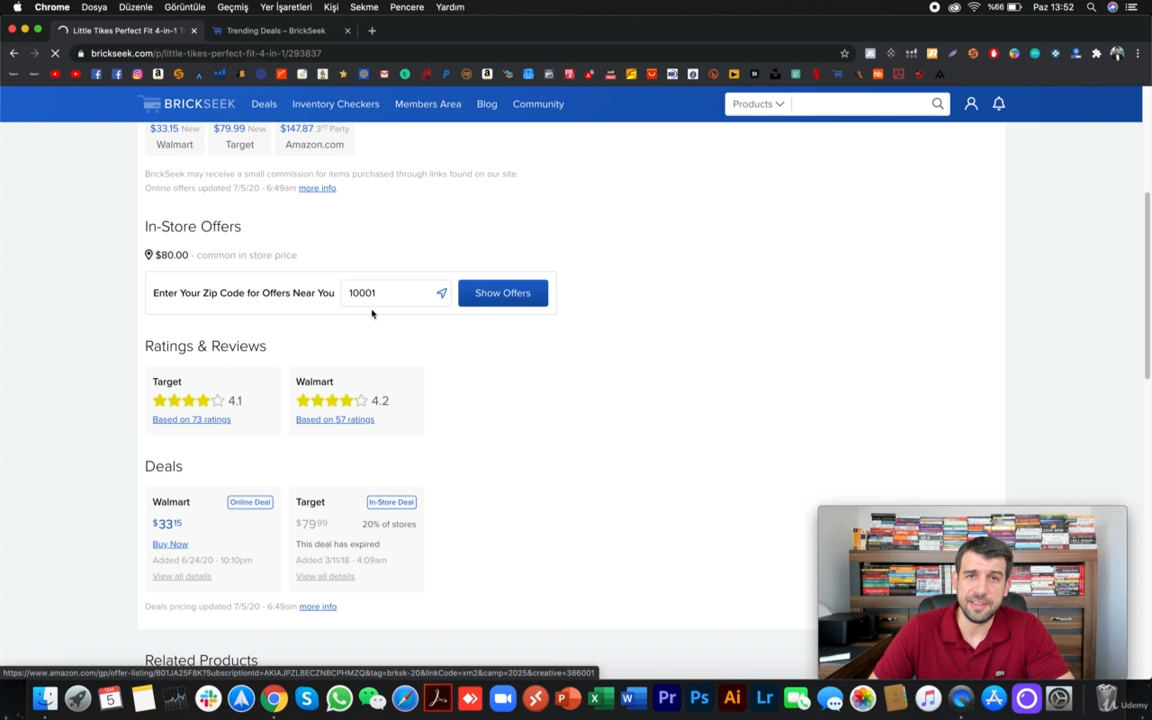 Chrome Dosya Düzenle Görüntüle Geçmiş Yer İşaretleri Kişi Sekme Pencere Yardım %66 Paz 13:52
Little Tikes Perfect Fit 4-in-1 Trending Deals – BrickSeek
brickseek.com/p/little-tikes-perfect-fit-4-in-1/293837
BRICKSEEK Deals Inventory Checkers Members Area Blog Community Products
$33.15 New $79.99 New $147.87 3rd Party
Walmart Target Amazon.com
BrickSeek may receive a small commission for items purchased through links found on our site.
Online offers updated 7/5/20 - 6:49am more info.
In-Store Offers
$80.00 - common in store price
Enter Your Zip Code for Offers Near You 10001 Show Offers
Ratings & Reviews
Target Walmart
4.1 4.2
Based on 73 ratings Based on 57 ratings
Deals
Walmart Online Deal Target In-Store Deal
$33.15 $79.99 20% of stores
Buy Now This deal has expired
Added 6/24/20 - 10:10pm Added 3/11/18 - 4:09am
View all details View all details
Deals pricing updated 7/5/20 - 6:49am more info
Related Products
Udemy